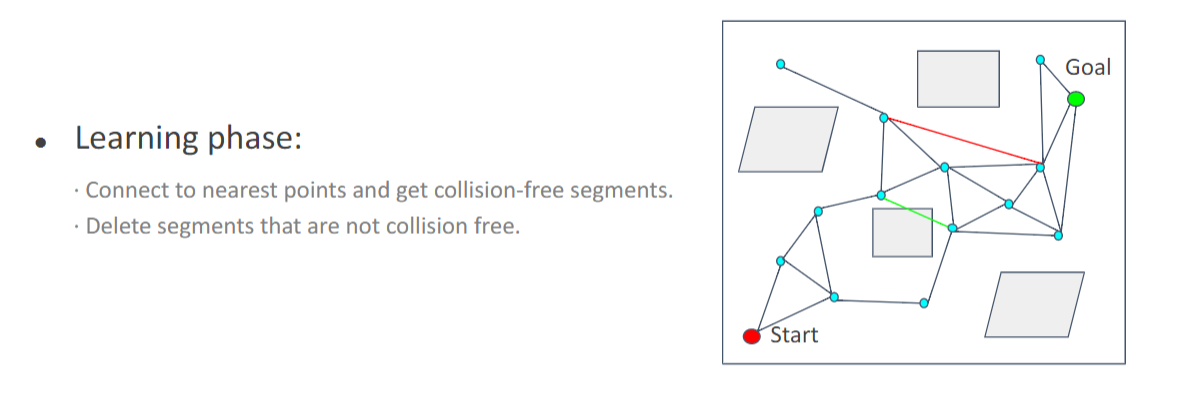 • Learning phase:
· Connect to nearest points and get collision-free segments.
· Delete segments that are not collision free.
Goal
Start